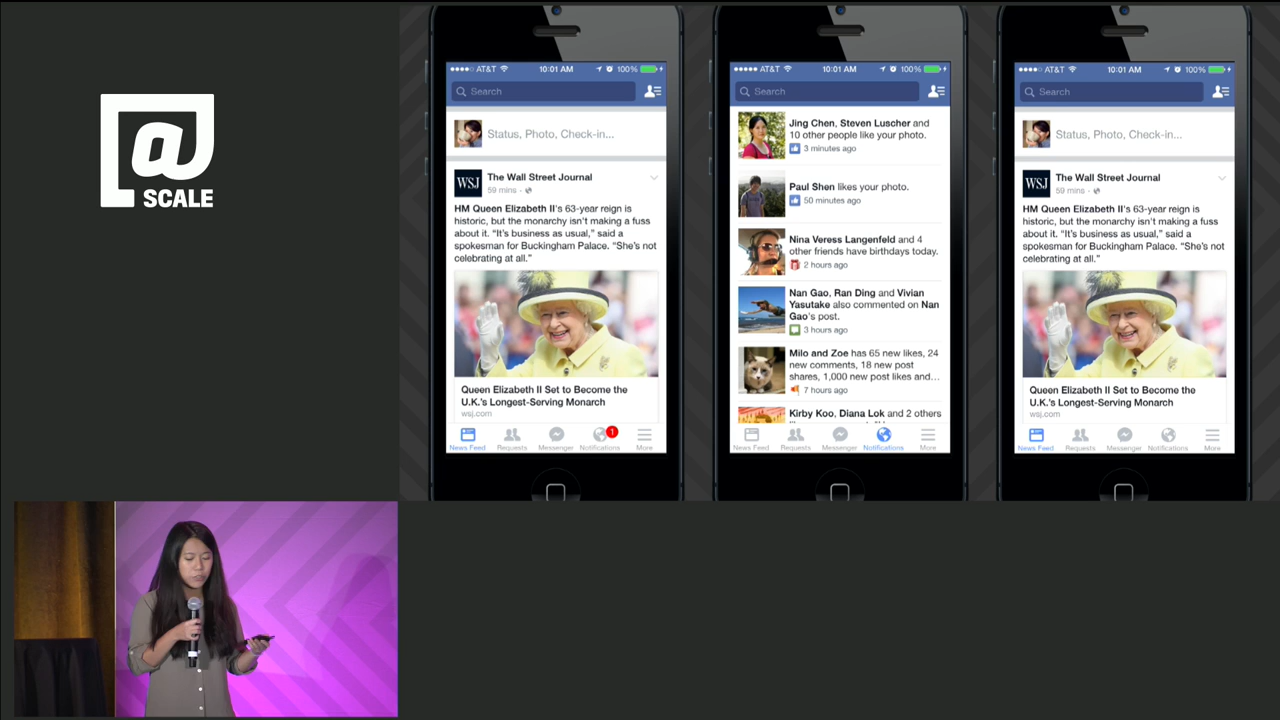 @
SCALE
AT&T
10:01 AM
100%
Search
Status, Photo, Check-in...
WSJ
The Wall Street Journal
59 mins ·
HM Queen Elizabeth II's 63-year reign is
historic, but the monarchy isn't making a fuss
about it. “It's business as usual,” said a
spokesman for Buckingham Palace. “She's not
celebrating at all.”
Queen Elizabeth II Set to Become the
U.K.'s Longest-Serving Monarch
wsj.com
1
News Feed
Requests
Messenger
Notifications
More
AT&T
10:01 AM
100%
Search
Jing Chen, Steven Luscher and
10 other people like your photo.
3 minutes ago
Paul Shen likes your photo.
50 minutes ago
Nina Veress Langenfeld and 4
other friends have birthdays today.
2 hours ago
Nan Gao, Ran Ding and Vivian
Yasutake also commented on Nan
Gao's post.
3 hours ago
Milo and Zoe has 65 new likes, 24
new comments, 18 new post
shares, 1,000 new post likes and...
7 hours ago
Kirby Koo, Diana Lok and 2 others
News Feed
Requests
Messenger
Notifications
More
AT&T
10:01 AM
100%
Search
Status, Photo, Check-in...
WSJ
The Wall Street Journal
59 mins ·
HM Queen Elizabeth II's 63-year reign is
historic, but the monarchy isn't making a fuss
about it. “It's business as usual,” said a
spokesman for Buckingham Palace. “She's not
celebrating at all.”
Queen Elizabeth II Set to Become the
U.K.'s Longest-Serving Monarch
wsj.com
News Feed
Requests
Messenger
Notifications
More